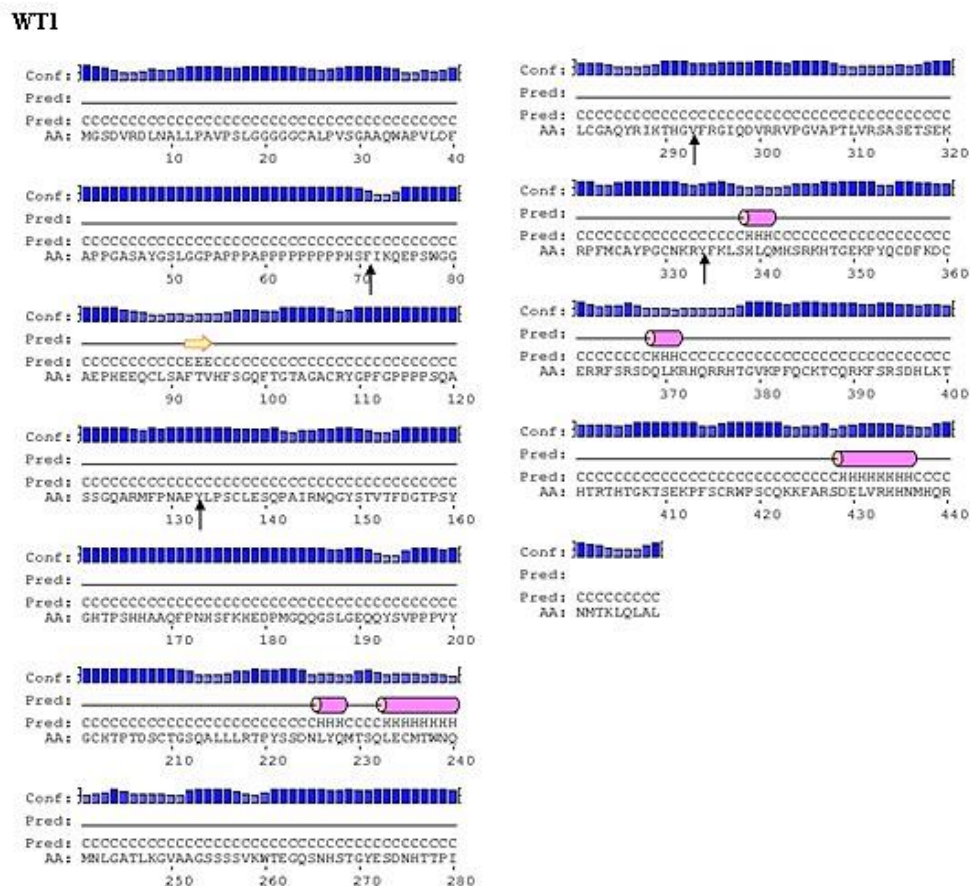 WT1
Conf:
Pred:
Pred: CCCCCCCCCCCCCCCCCCCCCCCCCCCCCCCCCCCCCCCC
AA: MGSDVRDLNALLPAVPSLGGGGGCALPVSGAAQWAPVLDF
10 20 30 40
Conf:
Pred:
Pred: CCCCCCCCCCCCCCCCCCCCCCCCCCCCCCCCCCCCCCCC
AA: APPGASAYGSLGGPAPPPAPPPPPPPPPHSFIKQEPSWGG
50 60 70 80
Conf:
Pred:
Pred: CCCCCCCCCCCEEECCCCCCCCCCCCCCCCCCCCCCCCCC
AA: AEPHEEQCLSAFTVHFSGQFTGTAGACRYGPFGPPPPSQA
90 100 110 120
Conf:
Pred:
Pred: CCCCCCCCCCCCCCCCCCCCCCCCCCCCCCCCCCCCCCCC
AA: SSGQARMFPNAPYLPSCLESQPAIRNQGYSTVTFDGTPSY
130 140 150 160
Conf:
Pred:
Pred: CCCCCCCCCCCCCCCCCCCCCCCCCCCCCCCCCCCCCCCC
AA: GHTPSHHAAQFPNHSFKHEDPMGQQGSLGEQQYSVPPPVY
170 180 190 200
Conf:
Pred:
Pred: CCCCCCCCCCCCCCCCCCCCCCCCCHHHCCCCHHHHHHHH
AA: GCHTPTDSCTGSQALLLRTPYSSDNLYQMTSQLECMTWNQ
210 220 230 240
Conf:
Pred:
Pred: CCCCCCCCCCCCCCCCCCCCCCCCCCCCCCCCCCCCCCCC
AA: MNLGATLKGVAAGSSSSVKWTEGQSNHSTGYESDNHTTPI
250 260 270 280
Conf:
Pred:
Pred: CCCCCCCCCCCCCCCCCCCCCCCCCCCCCCCCCCCCCCCC
AA: LCGAQYRIHTHGVFRGIQDVRRVPGVAPTLVRSASETSEK
290 300 310 320
Conf:
Pred:
Pred: CCCCCCCCCCCCCCCCCCHHHCCCCCCCCCCCCCCCCCCC
AA: RPFMCAYPGCNKRYFKLSHLQMHSRKHTGEKPYQCDFKDC
330 340 350 360
Conf:
Pred:
Pred: CCCCCCCCHHHCCCCCCCCCCCCCCCCCCCCCCCCCCCCC
AA: ERRFSRSDQLKRHQRRHTGVKPFQCKTCQRKFSRSDHLKT
370 380 390 400
Conf:
Pred:
Pred: CCCCCCCCCCCCCCCCCCCCCCCCCCCCHHHHHHHHCCCC
AA: HTRTHTGKTSEKPFSCRWPSCQKKFARSDELVRHHNMHQR
410 420 430 440
Conf:
Pred:
Pred: CCCCCCCCC
AA: NMTKLQLAL